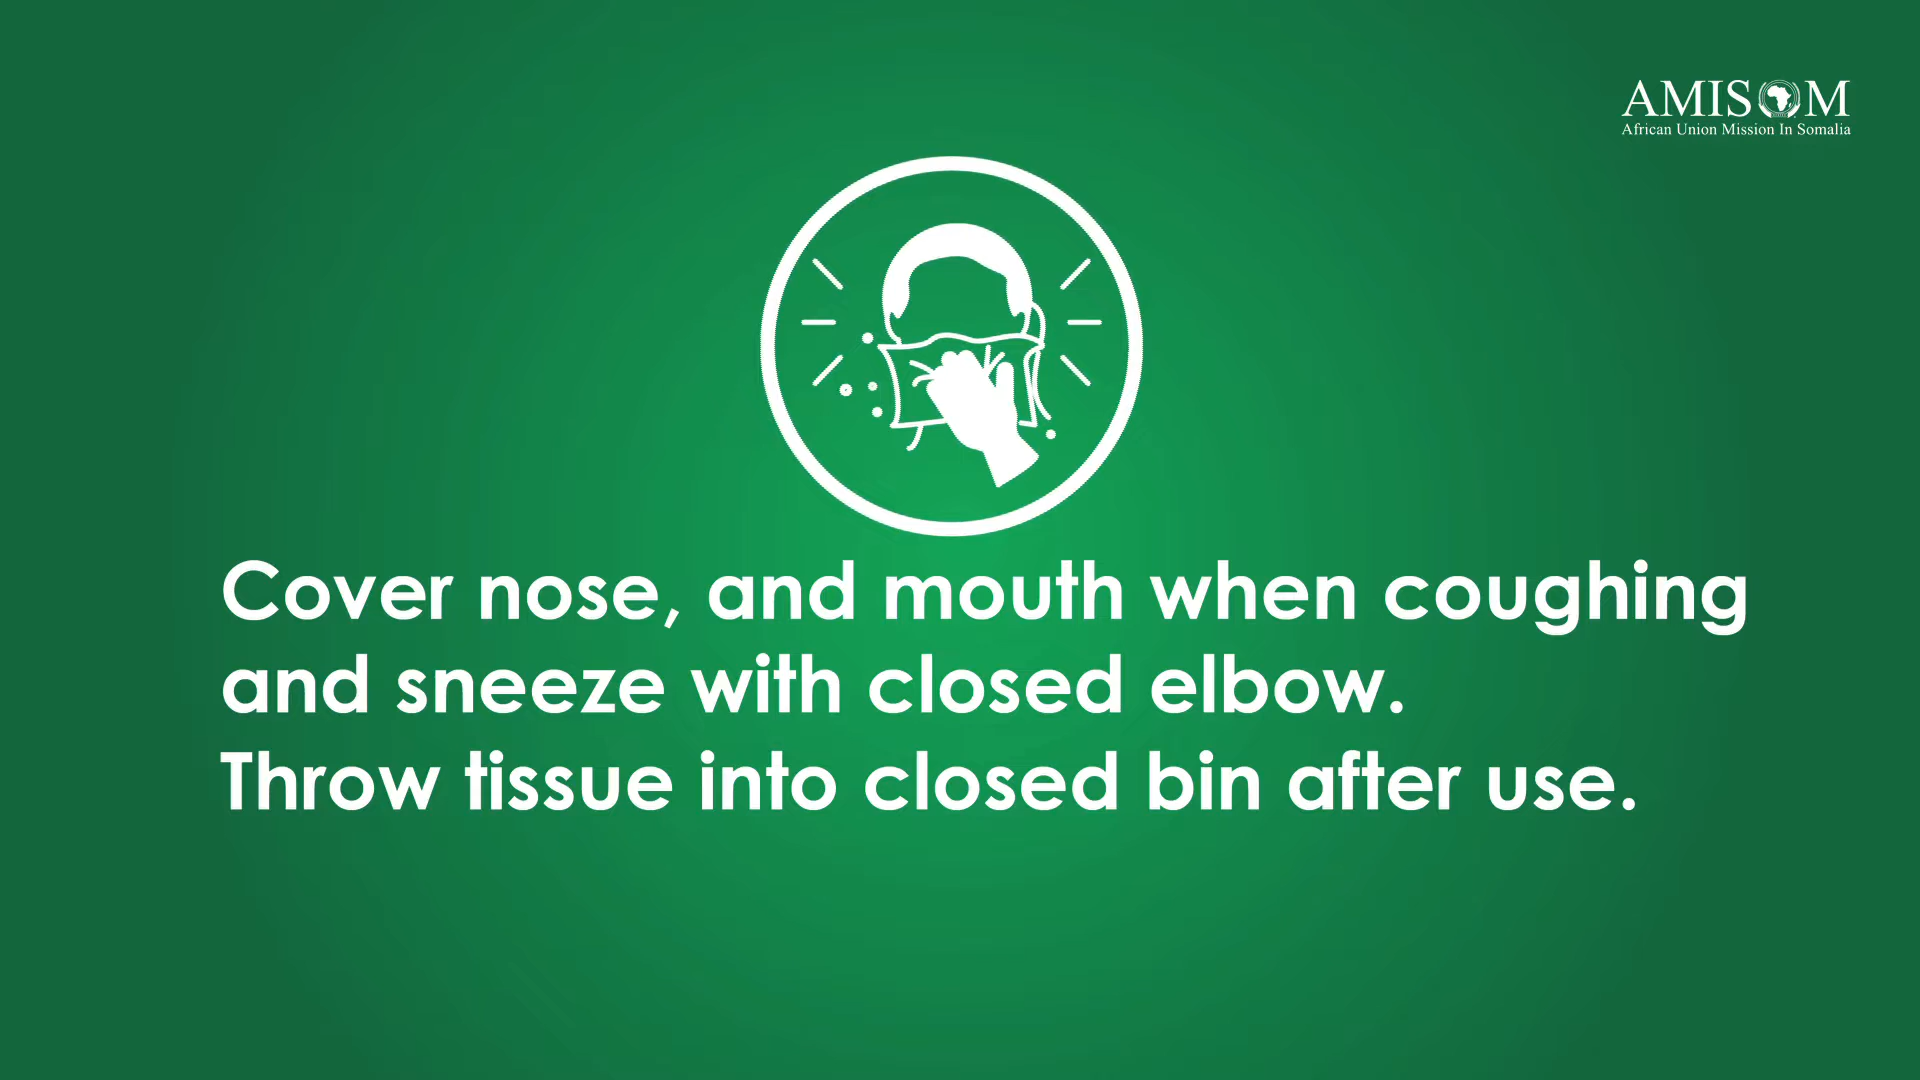 AMISOM
African Union Mission In Somalia
Cover nose, and mouth when coughing
and sneeze with closed elbow.
Throw tissue into closed bin after use.